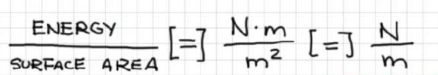 ENERGY / SURFACE AREA [=] N·m / m² [=] N / m